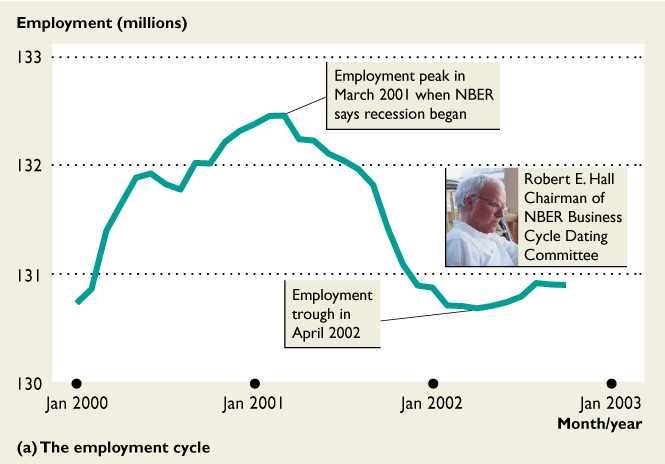 Employment (millions)
133
Employment peak in
March 2001 when NBER
says recession began
132
Robert E. Hall
Chairman of
NBER Business
Cycle Dating
Committee
131
Employment
trough in
April 2002
130
Jan 2000
Jan 2001
Jan 2002
Jan 2003
Month/year
(a) The employment cycle